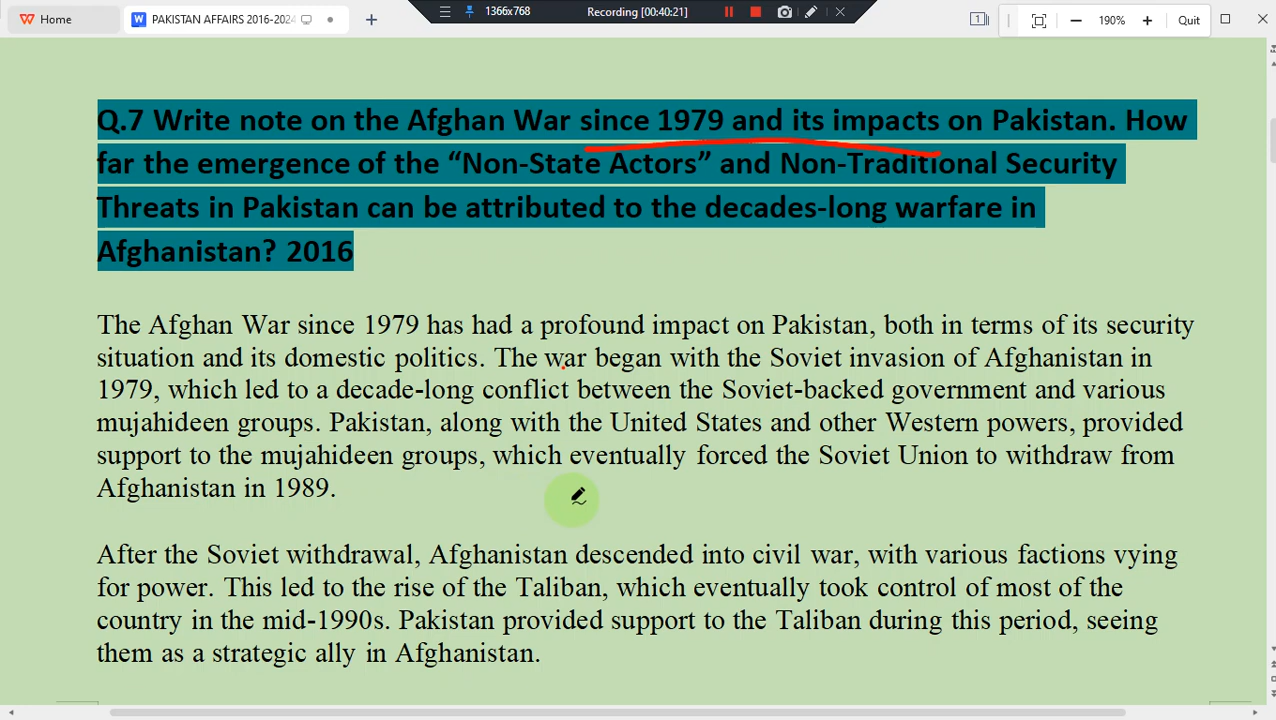 Home
PAKISTAN AFFAIRS 2016-2024
1366x768
Recording [00:40:21]
1
190%
Quit
Q.7 Write note on the Afghan War since 1979 and its impacts on Pakistan. How
far the emergence of the “Non-State Actors” and Non-Traditional Security
Threats in Pakistan can be attributed to the decades-long warfare in
Afghanistan? 2016
The Afghan War since 1979 has had a profound impact on Pakistan, both in terms of its security
situation and its domestic politics. The war began with the Soviet invasion of Afghanistan in
1979, which led to a decade-long conflict between the Soviet-backed government and various
mujahideen groups. Pakistan, along with the United States and other Western powers, provided
support to the mujahideen groups, which eventually forced the Soviet Union to withdraw from
Afghanistan in 1989.
After the Soviet withdrawal, Afghanistan descended into civil war, with various factions vying
for power. This led to the rise of the Taliban, which eventually took control of most of the
country in the mid-1990s. Pakistan provided support to the Taliban during this period, seeing
them as a strategic ally in Afghanistan.